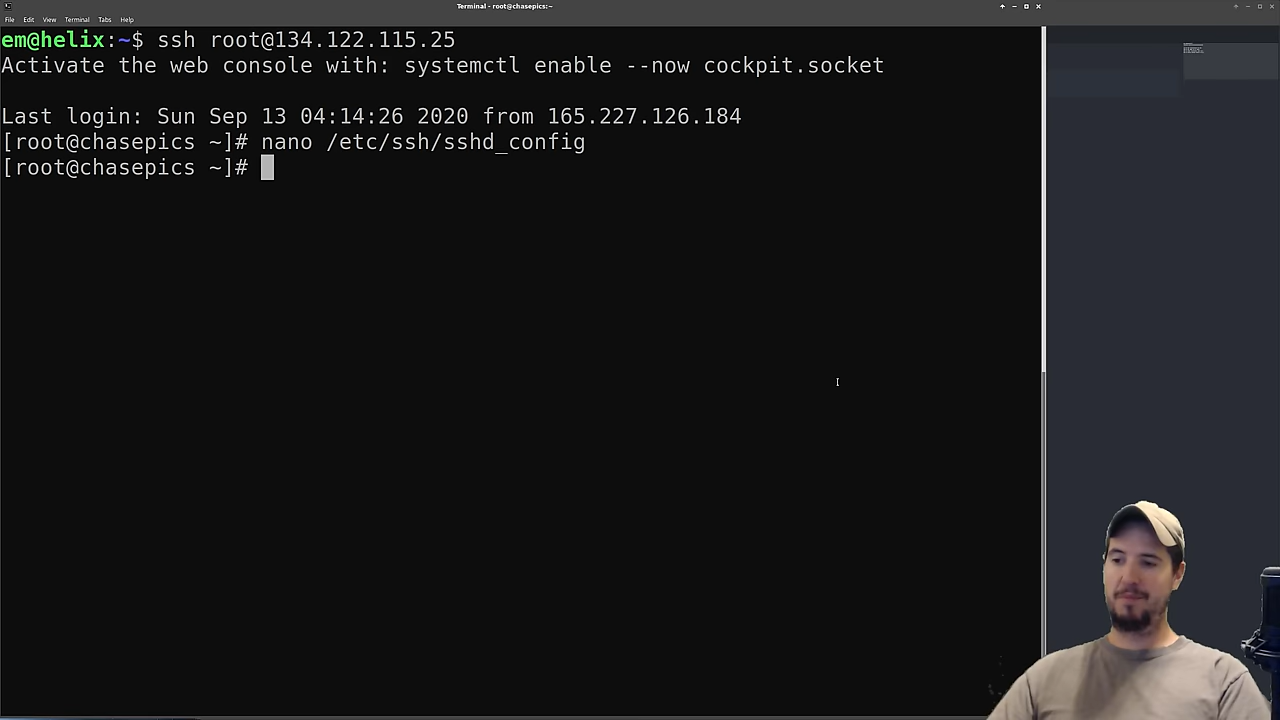 Terminal - root@chasepics:~
File Edit View Terminal Tabs Help
em@helix:~$ ssh root@134.122.115.25
Activate the web console with: systemctl enable --now cockpit.socket
Last login: Sun Sep 13 04:14:26 2020 from 165.227.126.184
[root@chasepics ~]# nano /etc/ssh/sshd_config
[root@chasepics ~]#